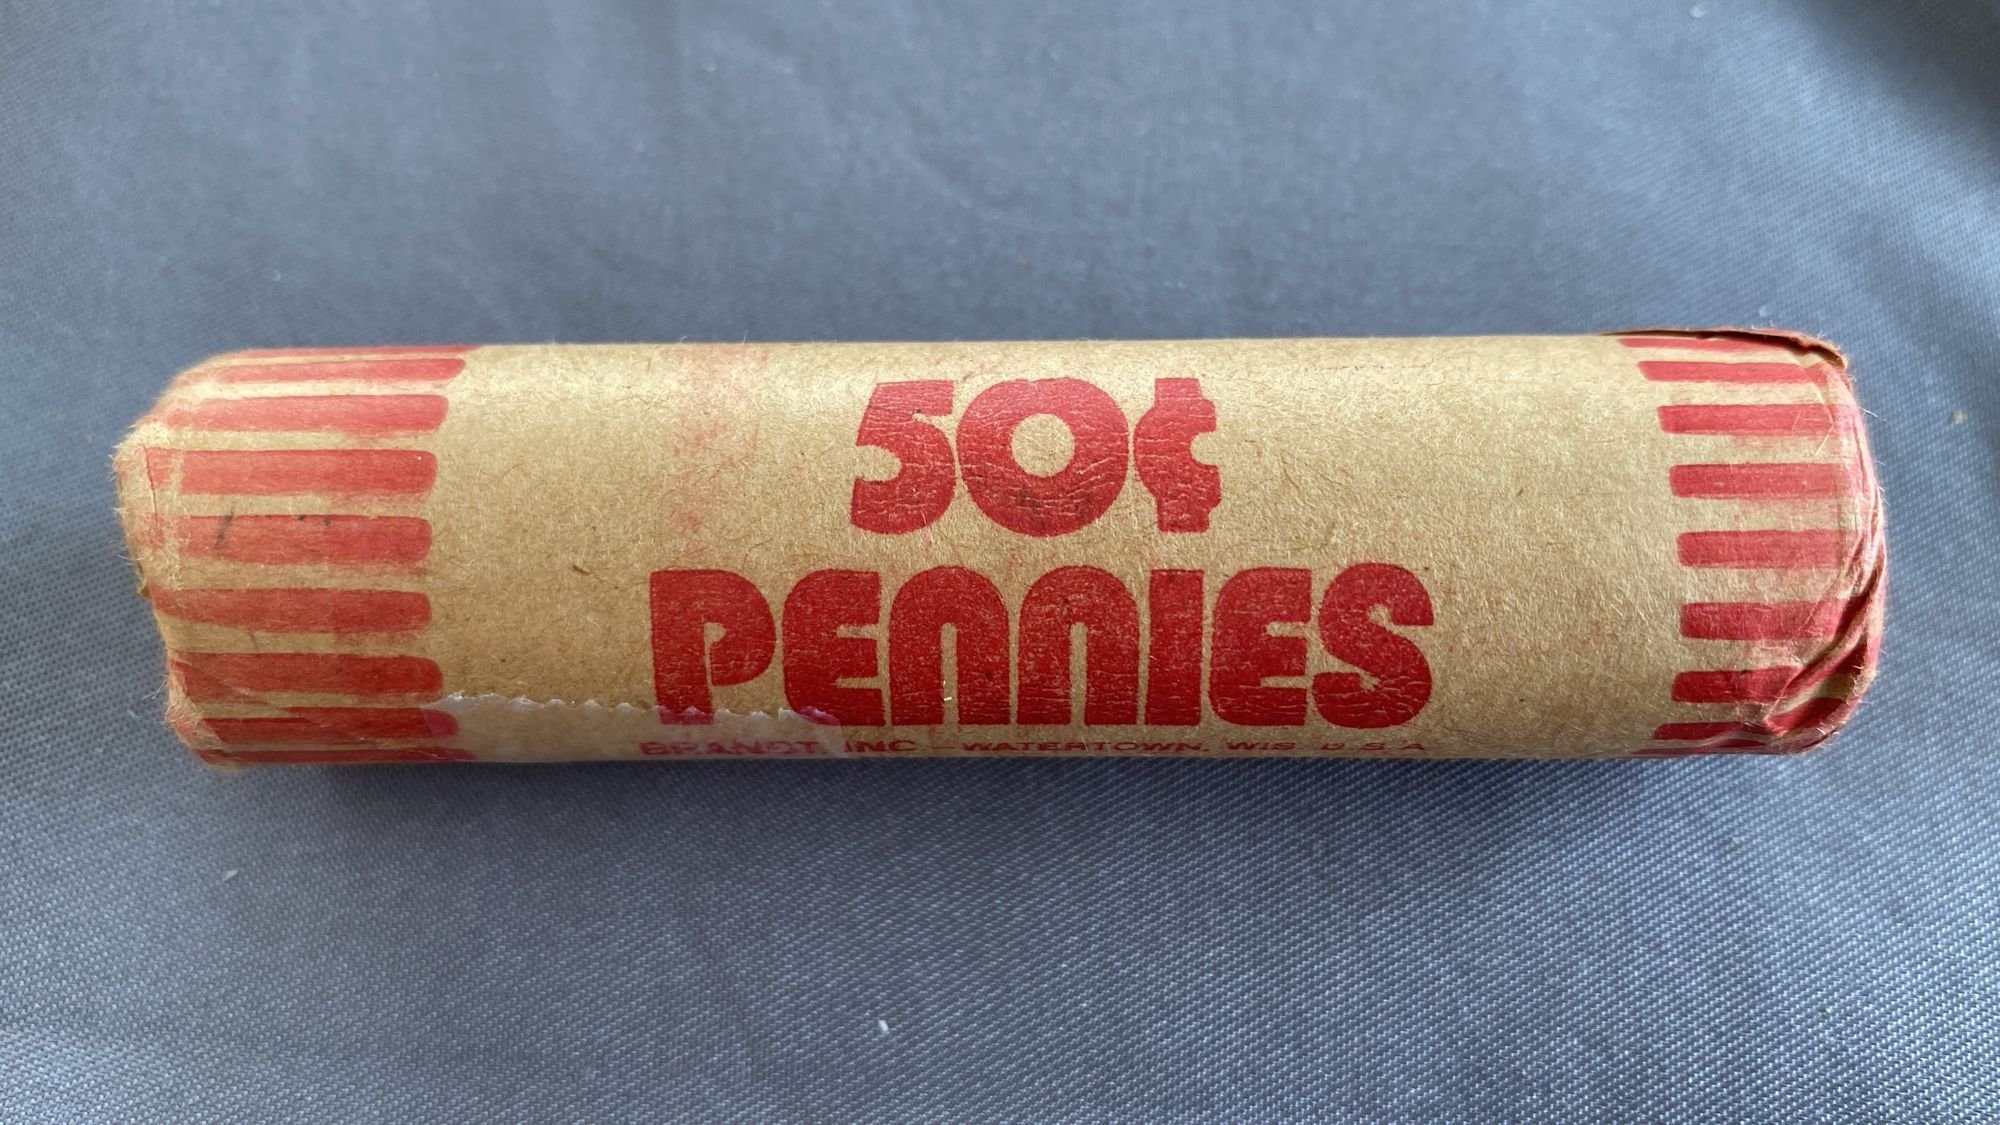 50¢
PENNIES
BRANDT, INC. – WATERTOWN, WIS. U.S.A.